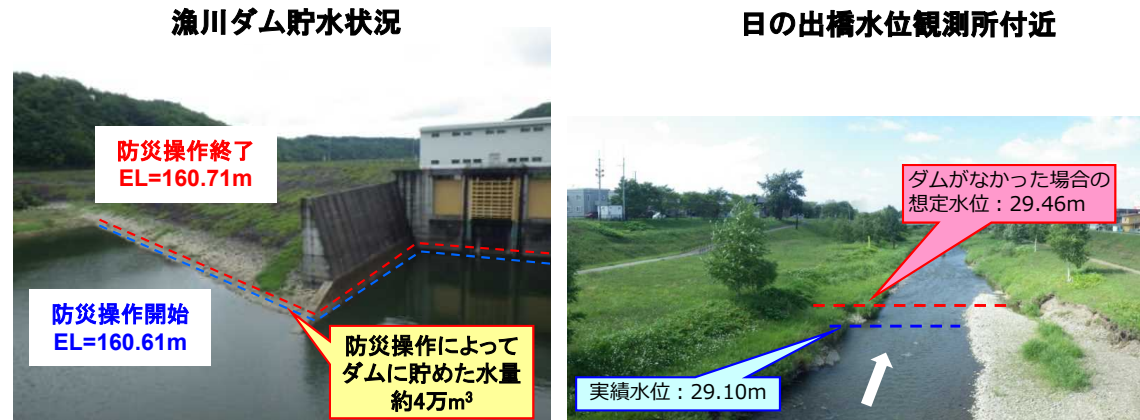 漁川ダム貯水状況
防災操作終了
EL=160.71m
防災操作開始
EL=160.61m
防災操作によって
ダムに貯めた水量
約4万m³
日の出橋水位観測所付近
ダムがなかった場合の
想定水位：29.46m
実績水位：29.10m